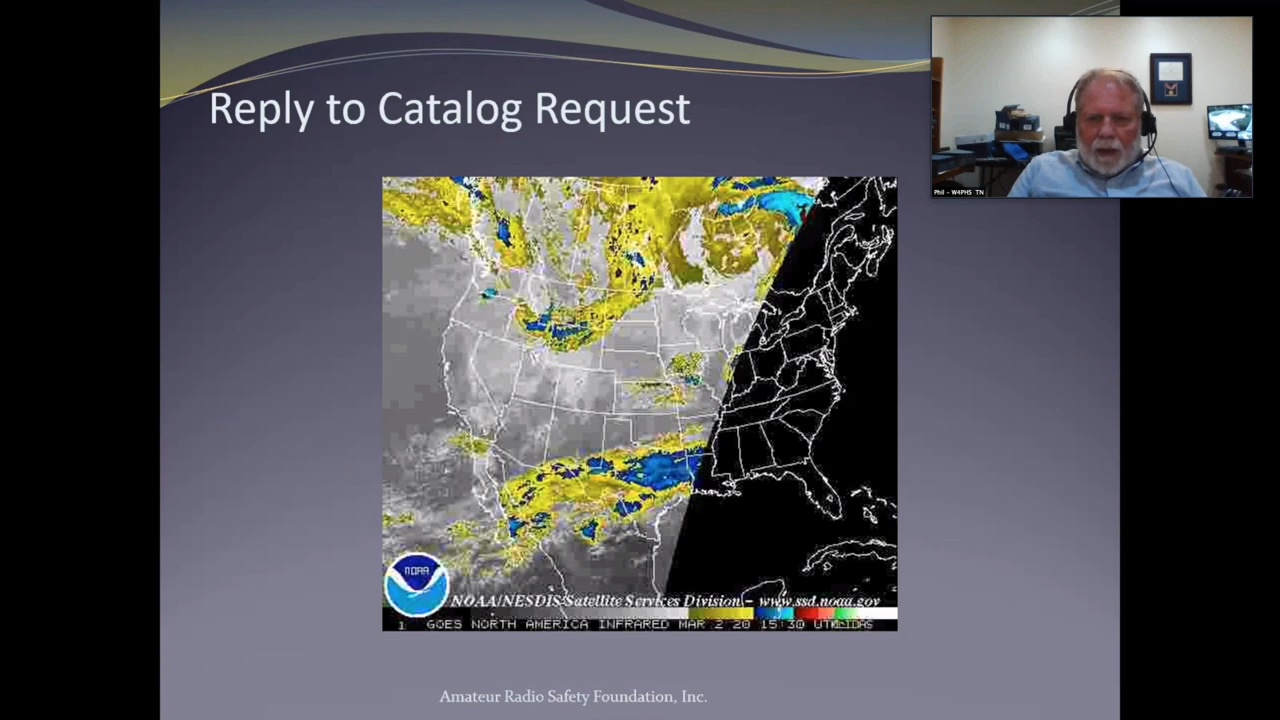 Reply to Catalog Request
Phil - W4PHS TN
NOAA
NOAA/NESDIS Satellite Services Division - www.ssd.noaa.gov
1 GOES NORTH AMERICA INFRARED MAR 2 20 15:30 UTC
Amateur Radio Safety Foundation, Inc.